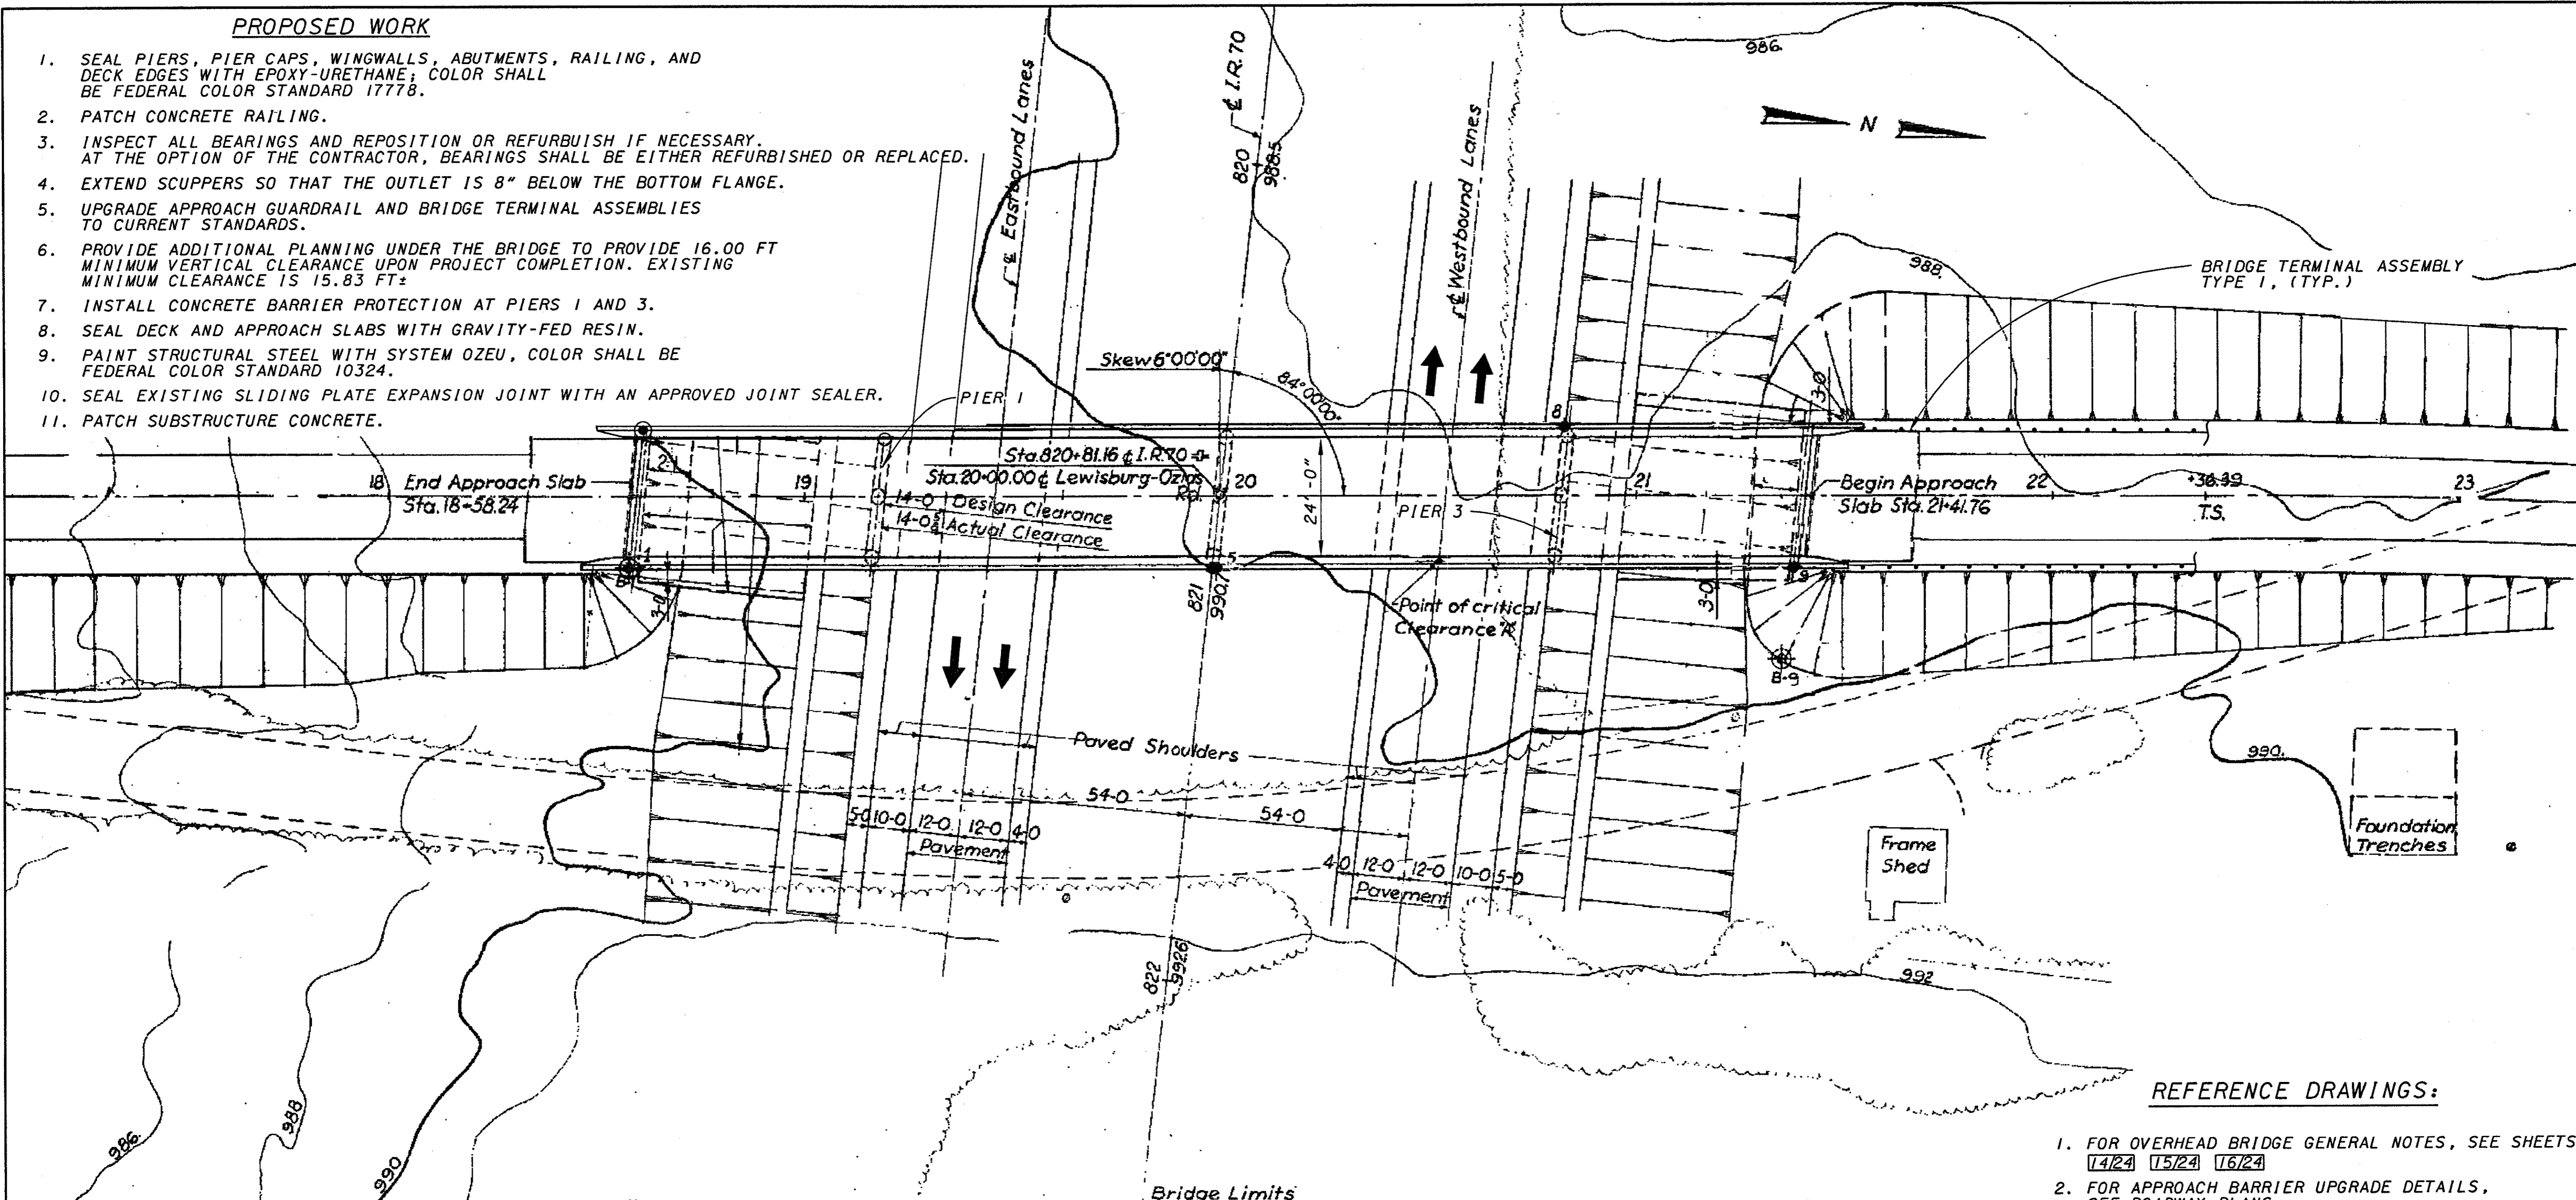 PROPOSED WORK
1. SEAL PIERS, PIER CAPS, WINGWALLS, ABUTMENTS, RAILING, AND
DECK EDGES WITH EPOXY-URETHANE; COLOR SHALL
BE FEDERAL COLOR STANDARD 17778.
2. PATCH CONCRETE RAILING.
3. INSPECT ALL BEARINGS AND REPOSITION OR REFURBUISH IF NECESSARY.
AT THE OPTION OF THE CONTRACTOR, BEARINGS SHALL BE EITHER REFURBISHED OR REPLACED.
4. EXTEND SCUPPERS SO THAT THE OUTLET IS 8" BELOW THE BOTTOM FLANGE.
5. UPGRADE APPROACH GUARDRAIL AND BRIDGE TERMINAL ASSEMBLIES
TO CURRENT STANDARDS.
6. PROVIDE ADDITIONAL PLANNING UNDER THE BRIDGE TO PROVIDE 16.00 FT
MINIMUM VERTICAL CLEARANCE UPON PROJECT COMPLETION. EXISTING
MINIMUM CLEARANCE IS 15.83 FT±
7. INSTALL CONCRETE BARRIER PROTECTION AT PIERS 1 AND 3.
8. SEAL DECK AND APPROACH SLABS WITH GRAVITY-FED RESIN.
9. PAINT STRUCTURAL STEEL WITH SYSTEM OZEU, COLOR SHALL BE
FEDERAL COLOR STANDARD 10324.
10. SEAL EXISTING SLIDING PLATE EXPANSION JOINT WITH AN APPROVED JOINT SEALER.
11. PATCH SUBSTRUCTURE CONCRETE.
℄ Eastbound Lanes
℄ I.R. 70
820
988.5
℄ Westbound Lanes
986.
N
988.
BRIDGE TERMINAL ASSEMBLY
TYPE 1, (TYP.)
Skew 6°00'00"
84°00'00"
PIER 1
8
3-0
2
Sta. 820+81.16 ℄ I.R. 70 =
Sta. 20+00.00 ℄ Lewisburg-Ozias
Rd.
18
End Approach Slab
Sta. 18+58.24
19
20
24'-0"
21
Begin Approach
Slab Sta. 21+41.76
22
+36.39
T.S.
23
14-0 Design Clearance
14-0⅝ Actual Clearance
PIER 3
1
5
9
3-0
821
990.7
Point of critical
Clearance "A"
3-0
B-9
Paved Shoulders
990.
54-0
54-0
5-0 10-0 12-0 12-0 4-0
Pavement
4-0 12-0 12-0 10-0 5-0
Pavement
Frame
Shed
Foundation
Trenches
822
992.6
992
986.
988
990
REFERENCE DRAWINGS:
1. FOR OVERHEAD BRIDGE GENERAL NOTES, SEE SHEETS
14/24 15/24 16/24
2. FOR APPROACH BARRIER UPGRADE DETAILS,
SEE ROADWAY PLANS
Bridge Limits